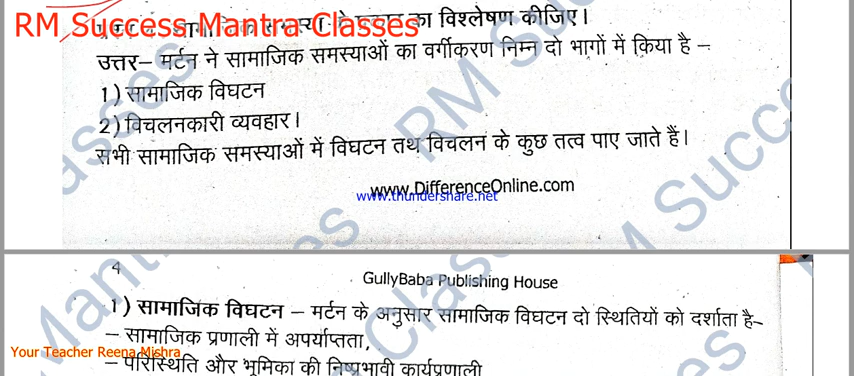 RM Success Mantra Classes
का विश्लेषण कीजिए।
उत्तर– मर्टन ने सामाजिक समस्याओं का वर्गीकरण निम्न दो भागों में किया है –
1) सामाजिक विघटन
2) विचलनकारी व्यवहार।
सभी सामाजिक समस्याओं में विघटन तथ विचलन के कुछ तत्व पाए जाते हैं।
www.DifferenceOnline.com
www.thundershare.net
4
GullyBaba Publishing House
1) सामाजिक विघटन – मर्टन के अनुसार सामाजिक विघटन दो स्थितियों को दर्शाता है–
– सामाजिक प्रणाली में अपर्याप्तता,
Your Teacher Reena Mishra
– परिस्थिति और भूमिका की निष्प्रभावी कार्यप्रणाली